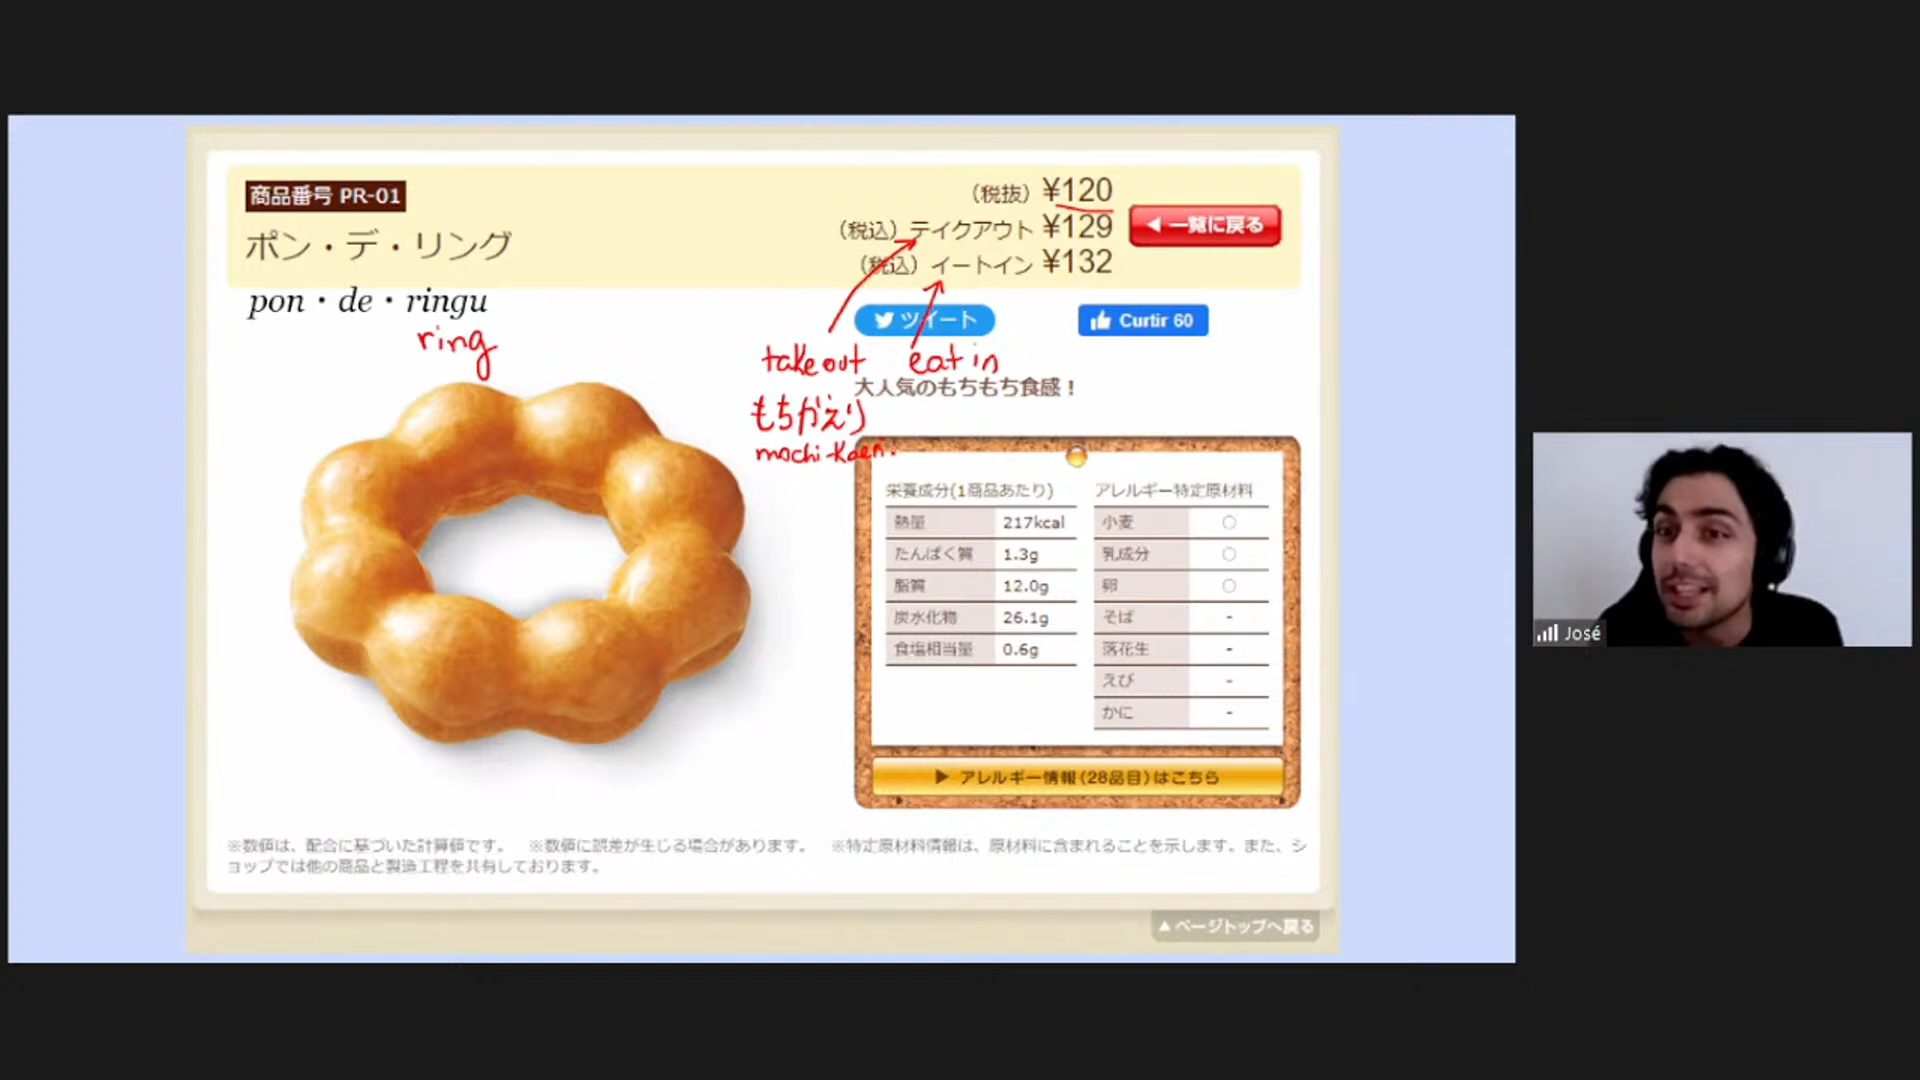 商品番号 PR-01
(税抜) ¥120
ポン・デ・リング
(税込) テイクアウト ¥129
◀ 一覧に戻る
(税込) イートイン ¥132
pon・de・ringu
ring
ツイート
Curtir 60
take out
eat in
大人気のもちもち食感！
もちかえり
mochi-kaeri
栄養成分(1商品あたり)
熱量 217kcal
たんぱく質 1.3g
脂質 12.0g
炭水化物 26.1g
食塩相当量 0.6g
アレルギー特定原材料
小麦 ○
乳成分 ○
卵 ○
そば -
落花生 -
えび -
かに -
▶ アレルギー情報(28品目)はこちら
※数値は、配合に基づいた計算値です。 ※数値に誤差が生じる場合があります。 ※特定原材料情報は、原材料に含まれることを示します。また、シ
ョップでは他の商品と製造工程を共有しております。
▲ページトップへ戻る
José